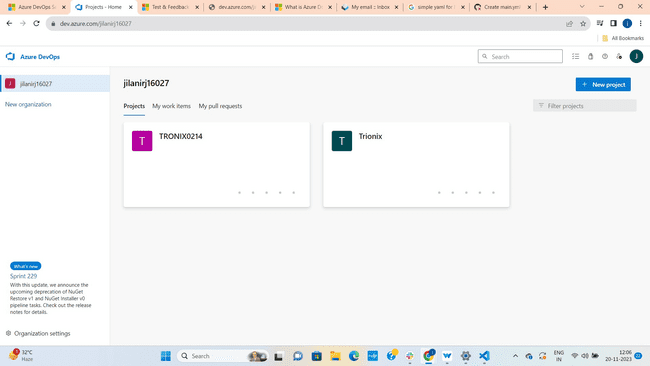 Azure DevOps S
Projects - Home
Test & Feedback
dev.azure.com/ji
What is Azure De
My email :: Inbox
simple yaml for
Create main.yml
dev.azure.com/jilanirj16027
All Bookmarks
Azure DevOps
Search
J
J
jilanirj16027
New organization
jilanirj16027
New project
Projects
My work items
My pull requests
Filter projects
T
TRONIX0214
T
Trionix
What's new
Sprint 229
With this update, we announce the
upcoming deprecation of NuGet
Restore v1 and NuGet Installer v0
pipeline tasks. Check out the release
notes for details.
Organization settings
32°C
Haze
Search
ENG
IN
12:06
20-11-2023